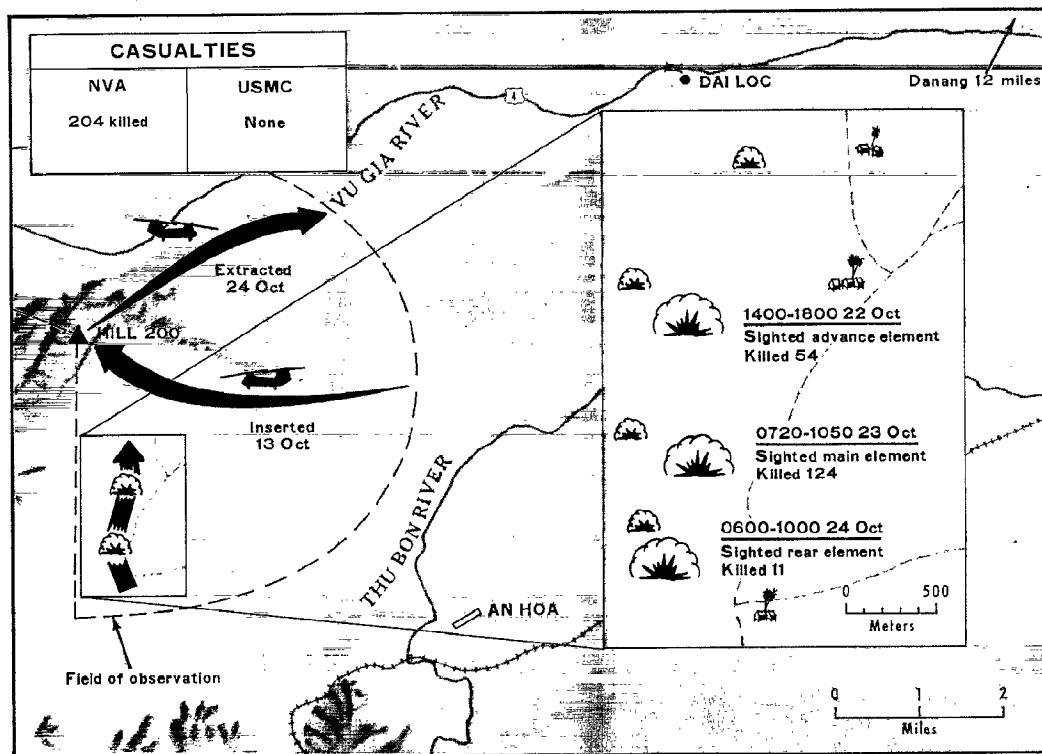 CASUALTIES
NVA
USMC
204 killed
None
4
DAI LOC
Danang 12 miles
VU GIA RIVER
Extracted
24 Oct
HILL 200
Inserted
13 Oct
1400-1800 22 Oct
Sighted advance element
Killed 54
0720-1050 23 Oct
Sighted main element
Killed 124
0600-1000 24 Oct
Sighted rear element
Killed 11
0 500
Meters
THU BON RIVER
AN HOA
Field of observation
0 1 2
Miles